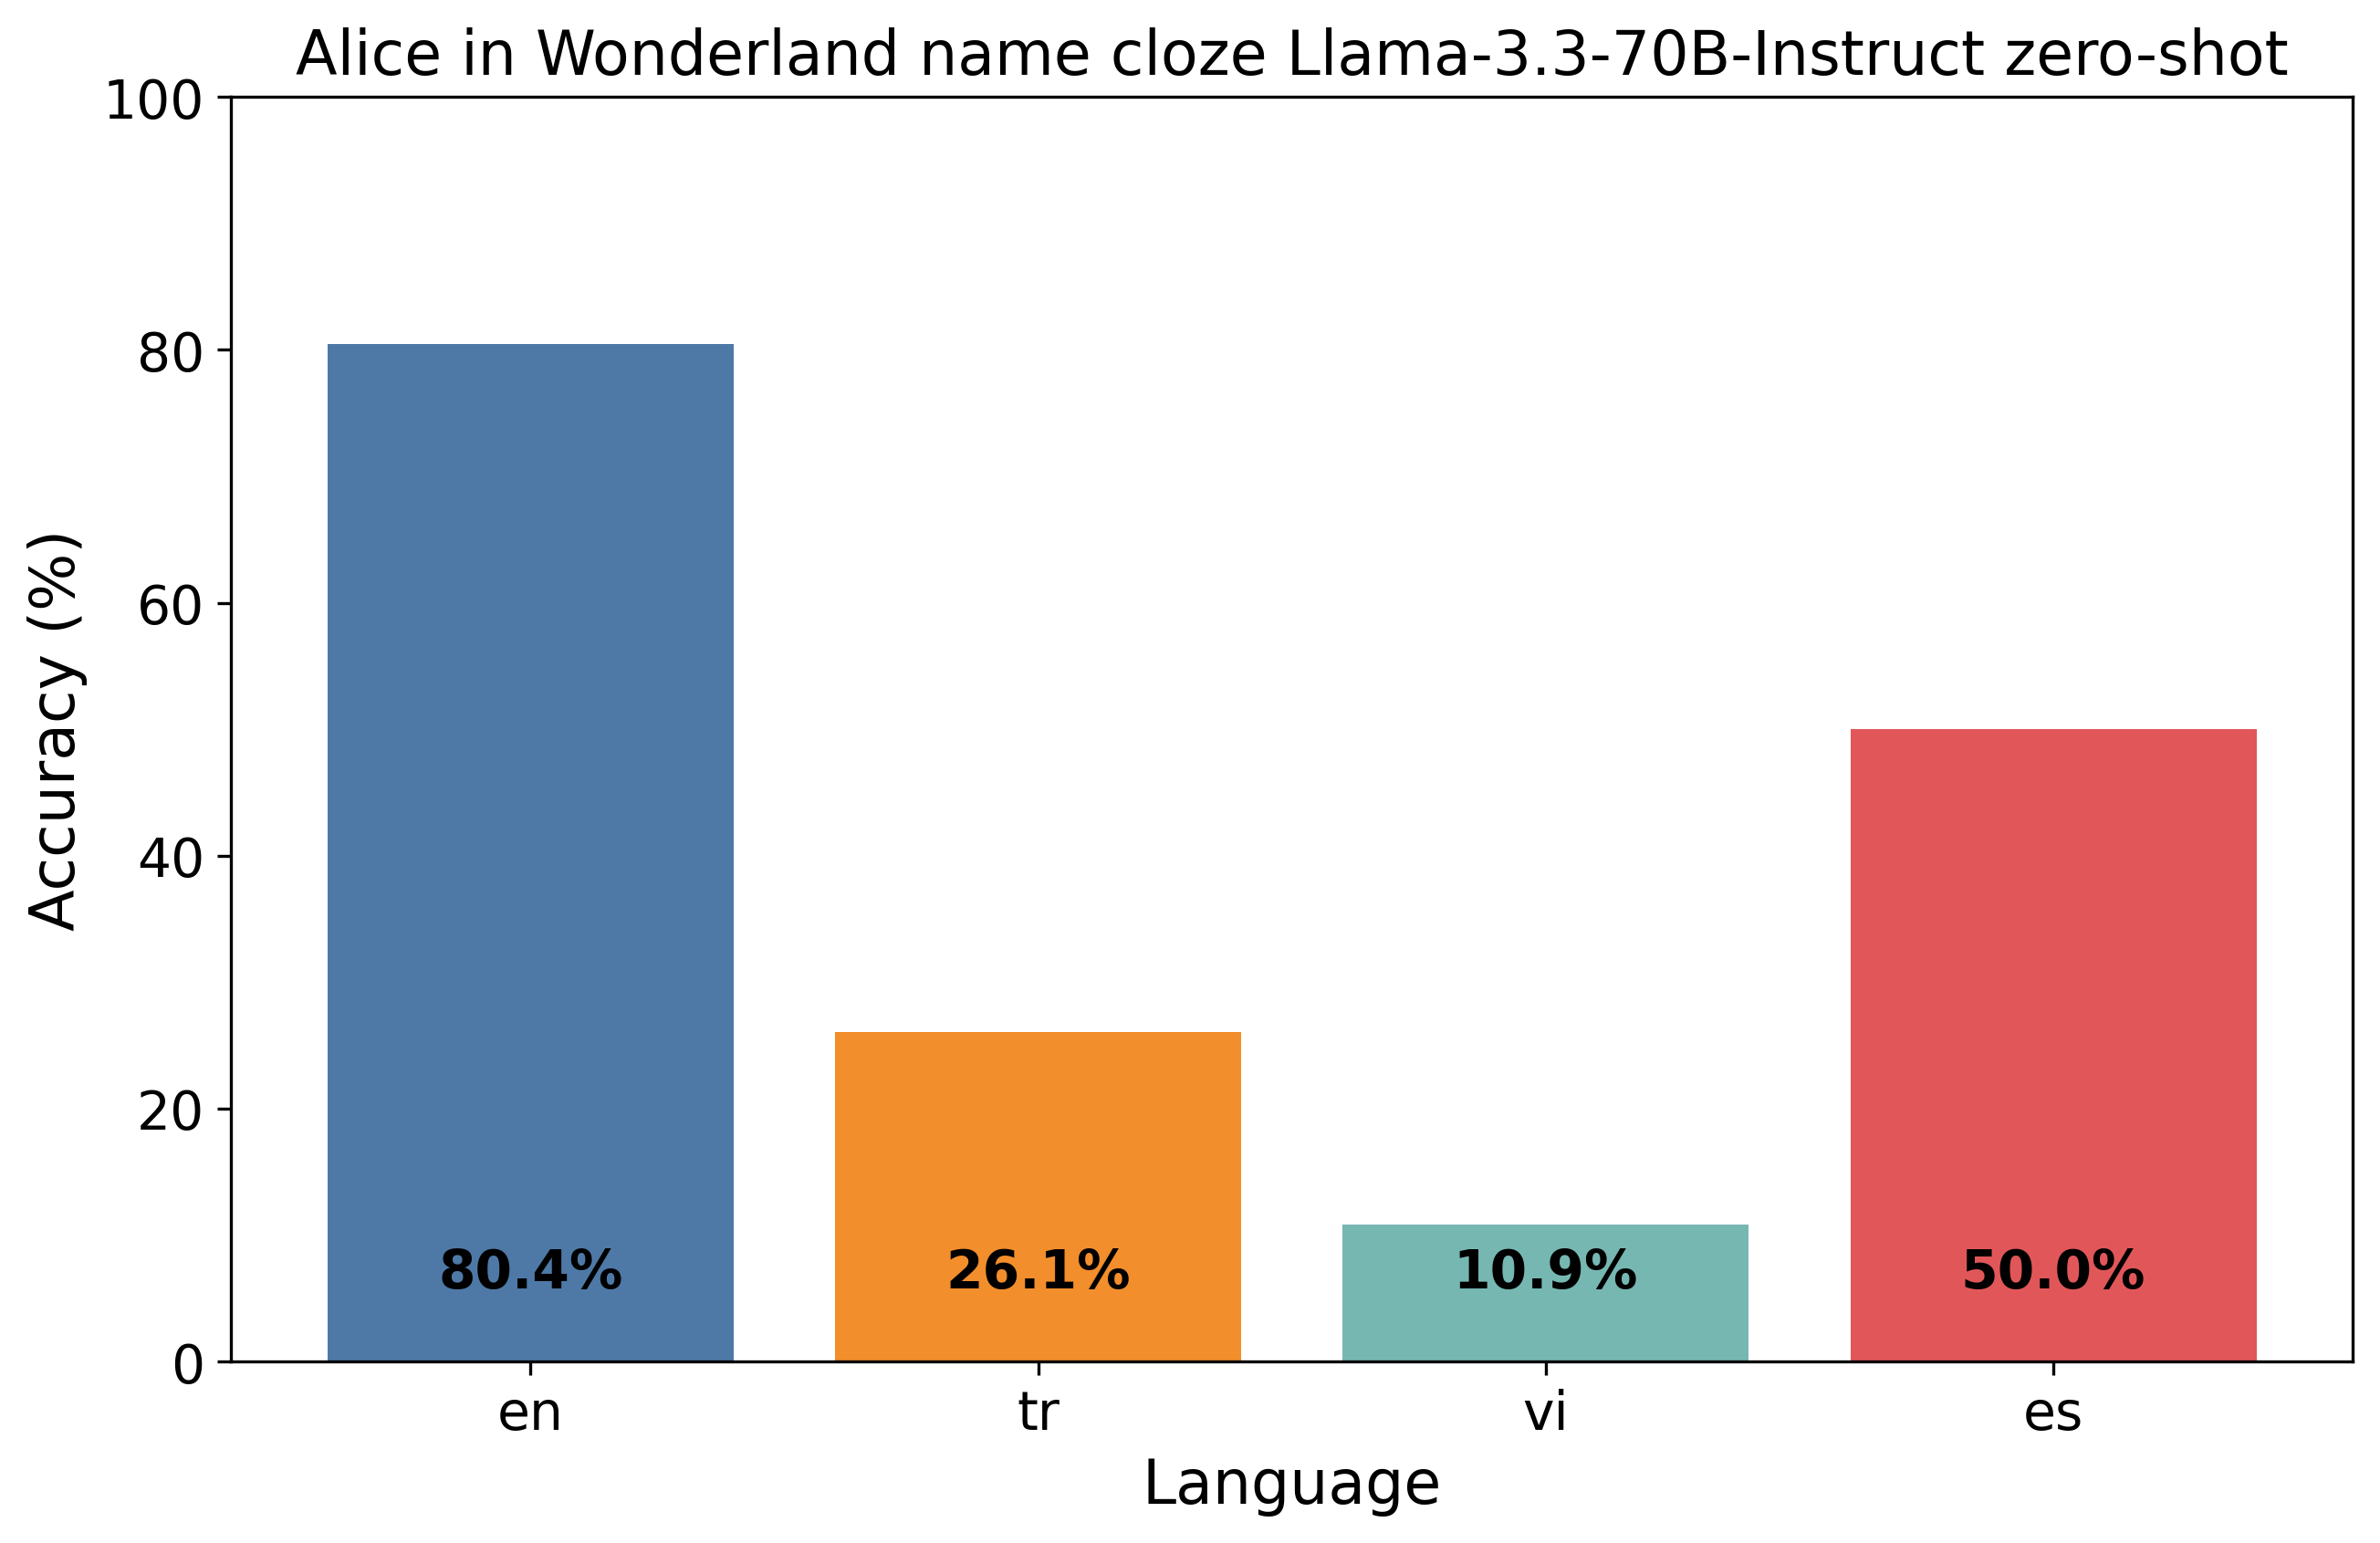 Alice in Wonderland name cloze Llama-3.3-70B-Instruct zero-shot
100
80
60
40
20
0
Accuracy (%)
80.4%
26.1%
10.9%
50.0%
en
tr
vi
es
Language